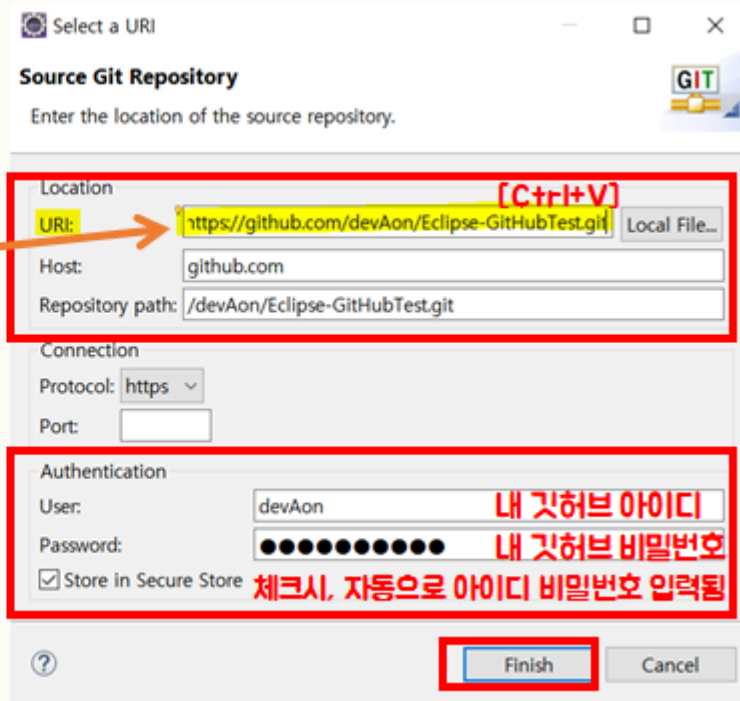 Select a URI
Source Git Repository
GIT
Enter the location of the source repository.
Location
[Ctrl+V]
URI: https://github.com/devAon/Eclipse-GitHubTest.git Local File...
Host: github.com
Repository path: /devAon/Eclipse-GitHubTest.git
Connection
Protocol: https
Port:
Authentication
User: devAon 내 깃허브 아이디
Password: ●●●●●●●●●● 내 깃허브 비밀번호
Store in Secure Store 체크시, 자동으로 아이디 비밀번호 입력됨
? Finish Cancel